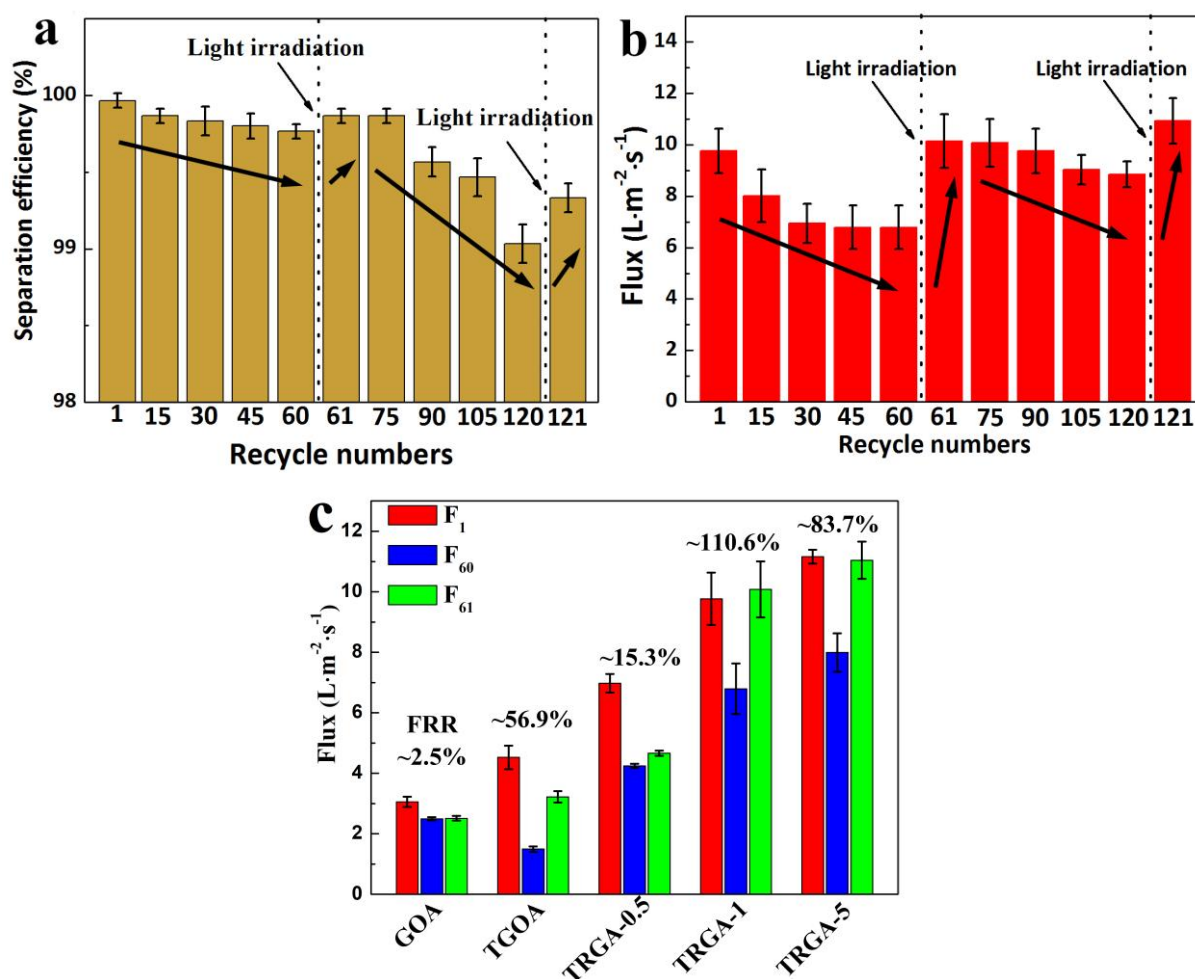 a
Separation efficiency (%)
100
99
98
Light irradiation
Light irradiation
1 15 30 45 60 61 75 90 105 120 121
Recycle numbers
b
Flux (L·m⁻²·s⁻¹)
14
12
10
8
6
4
2
0
Light irradiation
Light irradiation
1 15 30 45 60 61 75 90 105 120 121
Recycle numbers
c
Flux (L·m⁻²·s⁻¹)
12
10
8
6
4
2
0
F₁
F₆₀
F₆₁
FRR
~2.5%
~56.9%
~15.3%
~110.6%
~83.7%
GOA
TGOA
TRGA-0.5
TRGA-1
TRGA-5